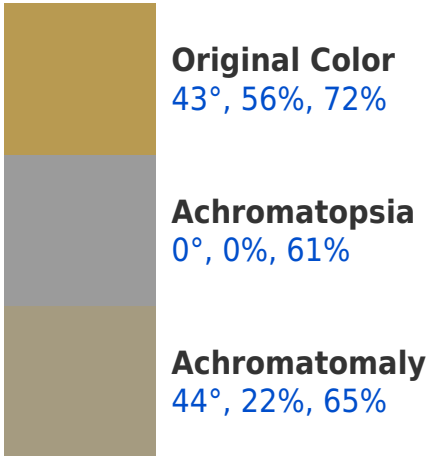 Original Color
43°, 56%, 72%
Achromatopsia
0°, 0%, 61%
Achromatomaly
44°, 22%, 65%